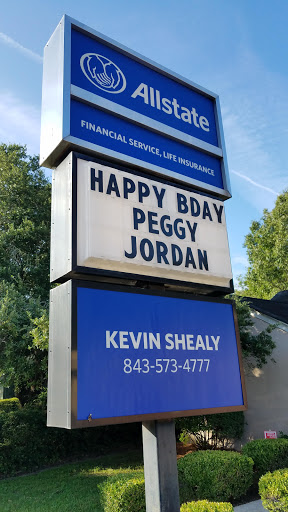 Allstate
FINANCIAL SERVICE, LIFE INSURANCE
HAPPY BDAY
PEGGY
JORDAN
KEVIN SHEALY
843-573-4777